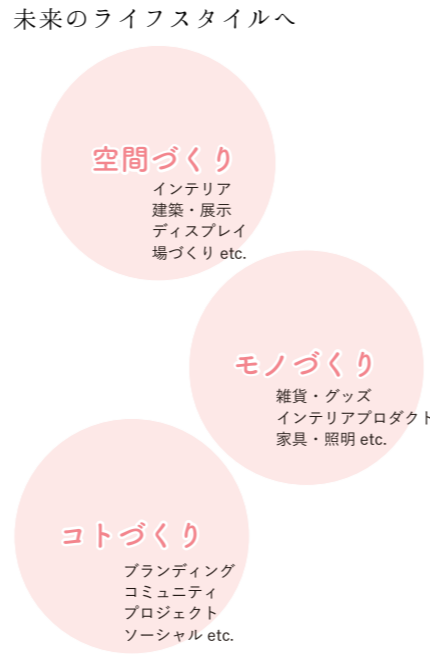 未来のライフスタイルへ
空間づくり
インテリア
建築・展示
ディスプレイ
場づくり etc.
モノづくり
雑貨・グッズ
インテリアプロダクト
家具・照明 etc.
コトづくり
ブランディング
コミュニティ
プロジェクト
ソーシャル etc.